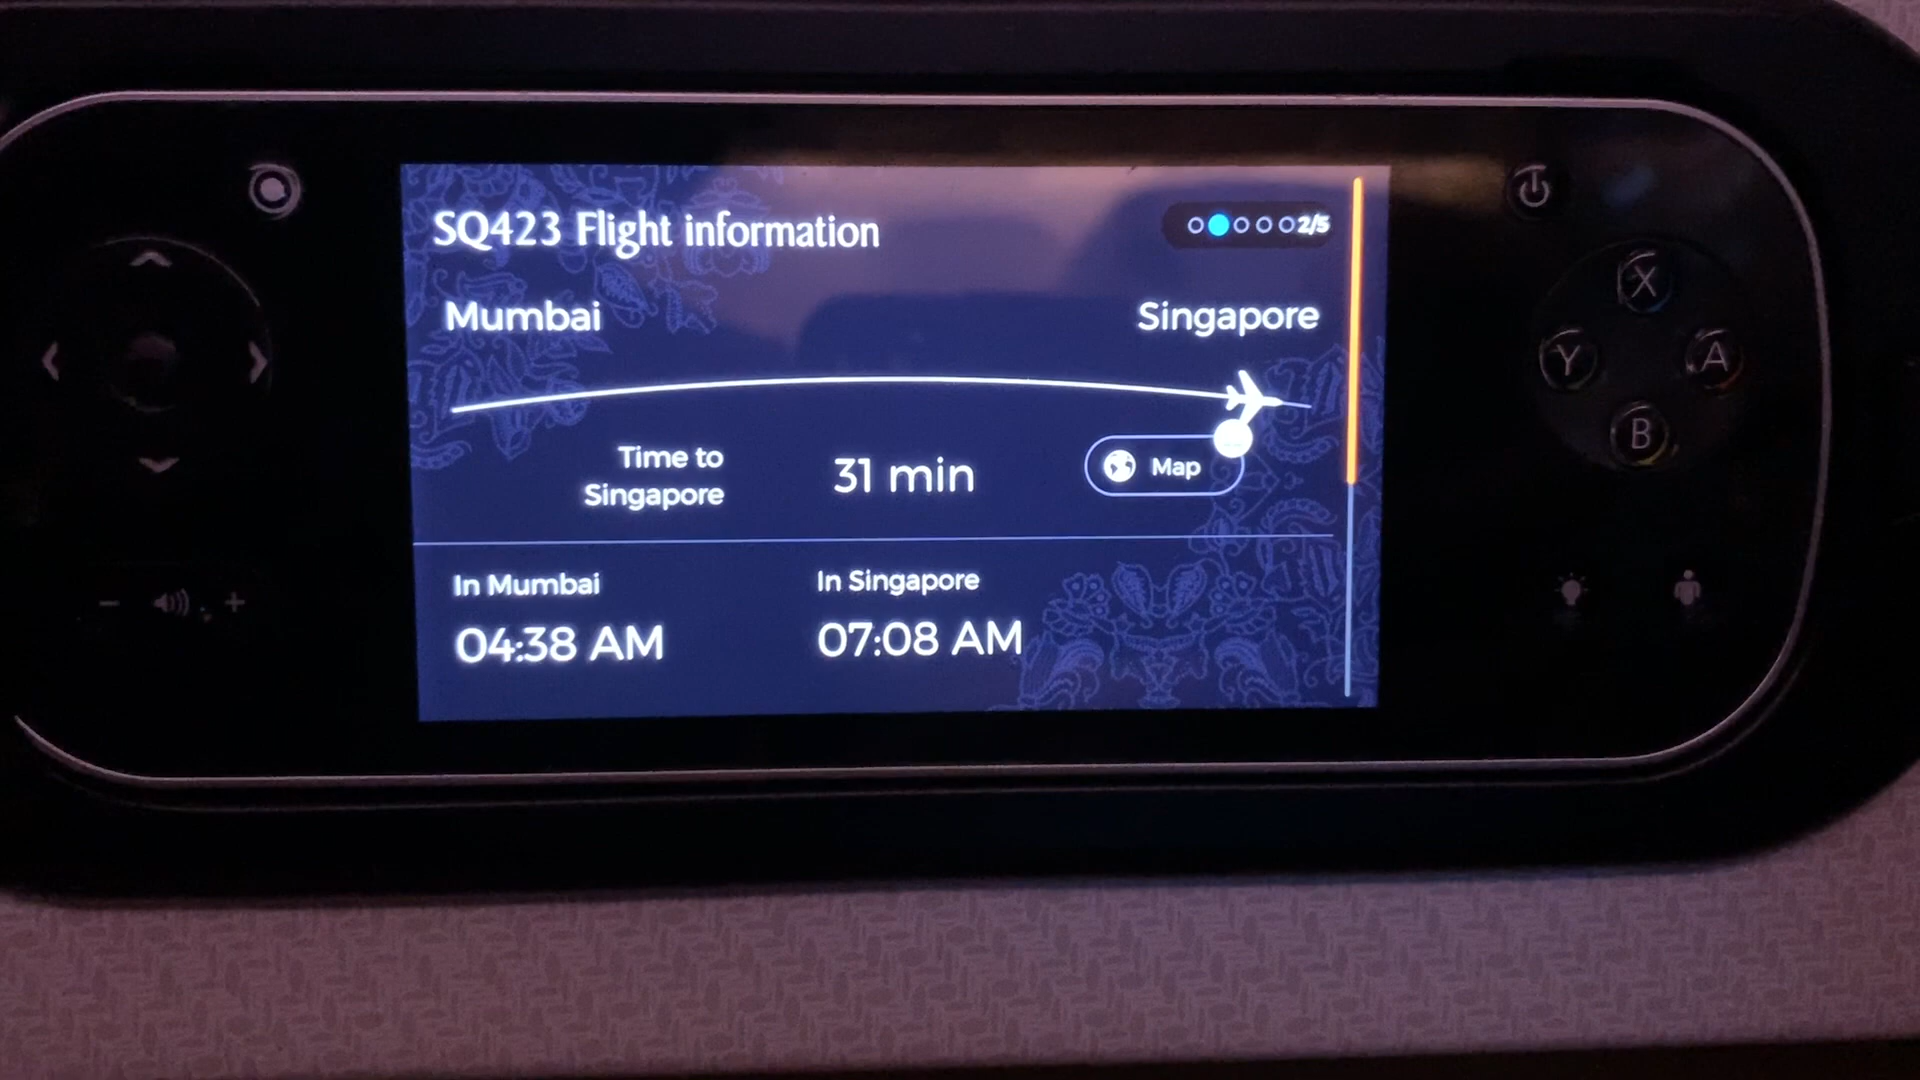 SQ423 Flight information
2/5
Mumbai
Singapore
Time to
Singapore
31 min
Map
In Mumbai
In Singapore
04:38 AM
07:08 AM
X
Y
A
B